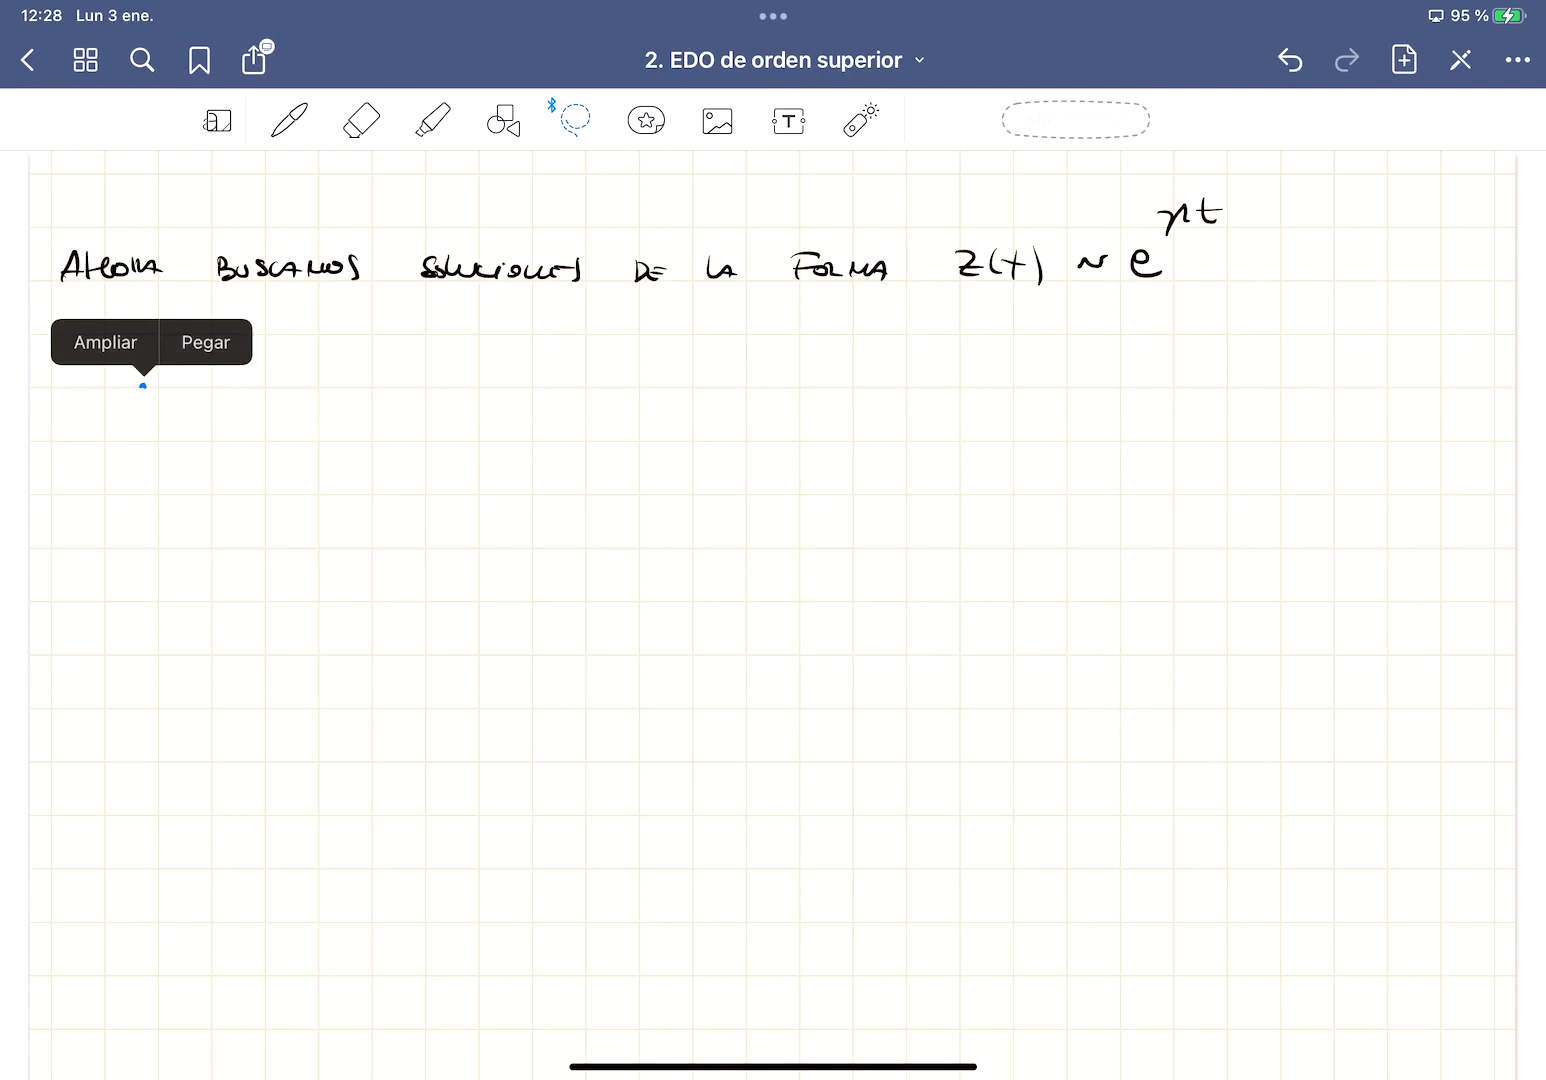 12:28 Lun 3 ene.
95 %
2. EDO de orden superior
T
Ahora BUSCAMOS soluciones DE LA FORMA z(t) ~ e^{rt}
Ampliar Pegar